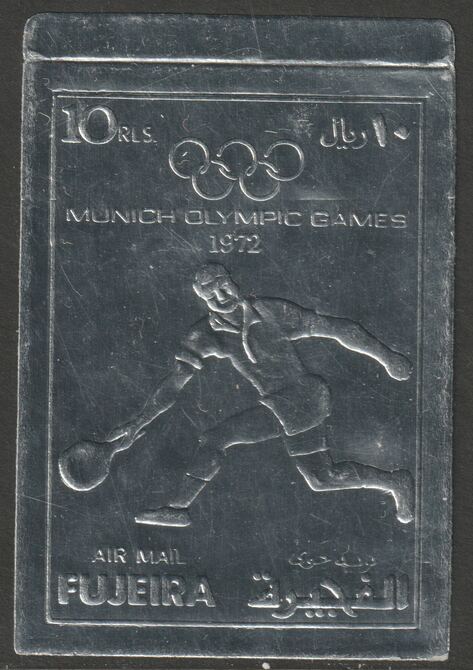 10 RLS. ١٠ ريال
MUNICH OLYMPIC GAMES
1972
AIR MAIL بريد جوي
FUJEIRA الفجيرة